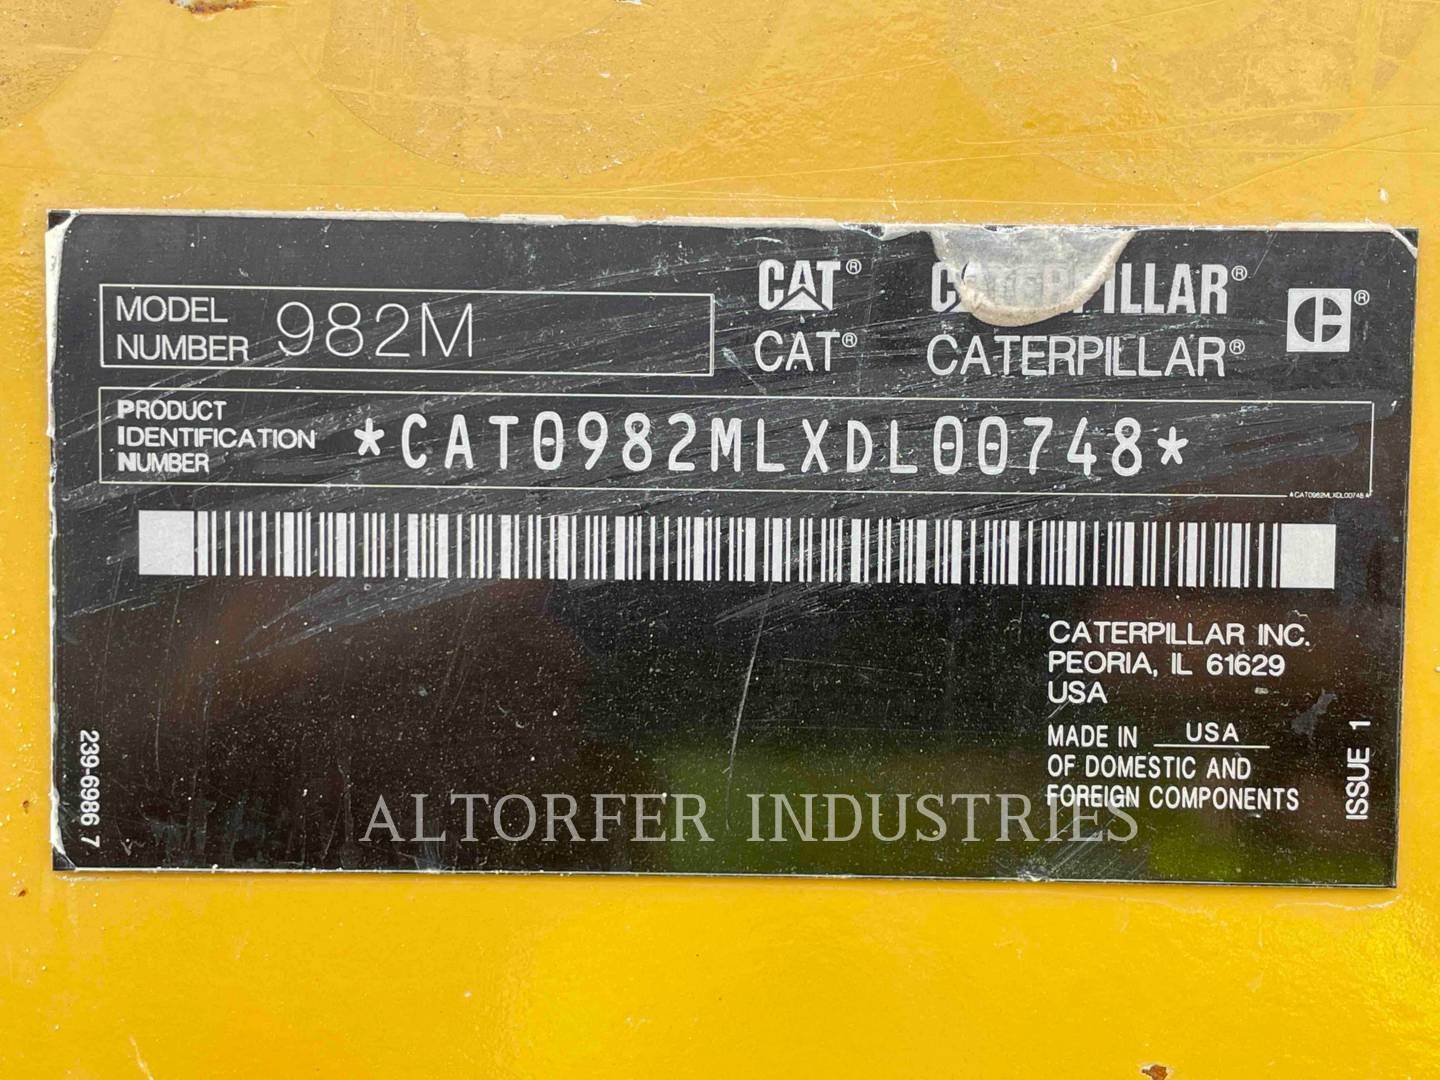 MODEL NUMBER 982M
CAT® CATERPILLAR®
CAT® CATERPILLAR®
PRODUCT IDENTIFICATION NUMBER *CAT0982MLXDL00748*
*CAT0982MLXDL00748*
CATERPILLAR INC.
PEORIA, IL 61629
USA
MADE IN USA
OF DOMESTIC AND
FOREIGN COMPONENTS
239-6986 7
ISSUE 1
ALTORFER INDUSTRIES